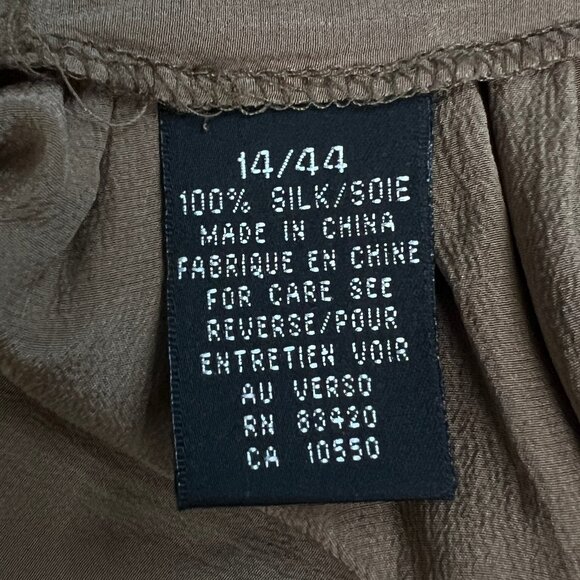 14/44
100% SILK/SOIE
MADE IN CHINA
FABRIQUE EN CHINE
FOR CARE SEE
REVERSE/POUR
ENTRETIEN VOIR
AU VERSO
RN 83420
CA 10550